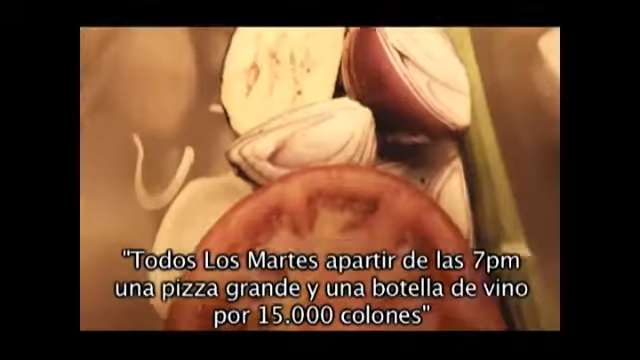 "Todos Los Martes apartir de las 7pm
una pizza grande y una botella de vino
por 15.000 colones"